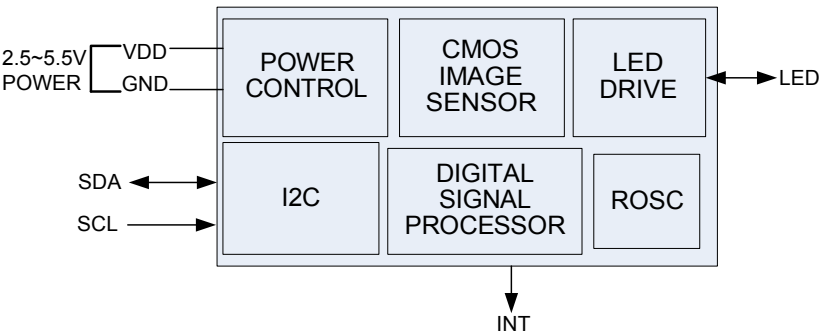 2.5~5.5V
POWER
VDD
GND
POWER
CONTROL
CMOS
IMAGE
SENSOR
LED
DRIVE
LED
SDA
SCL
I2C
DIGITAL
SIGNAL
PROCESSOR
ROSC
INT